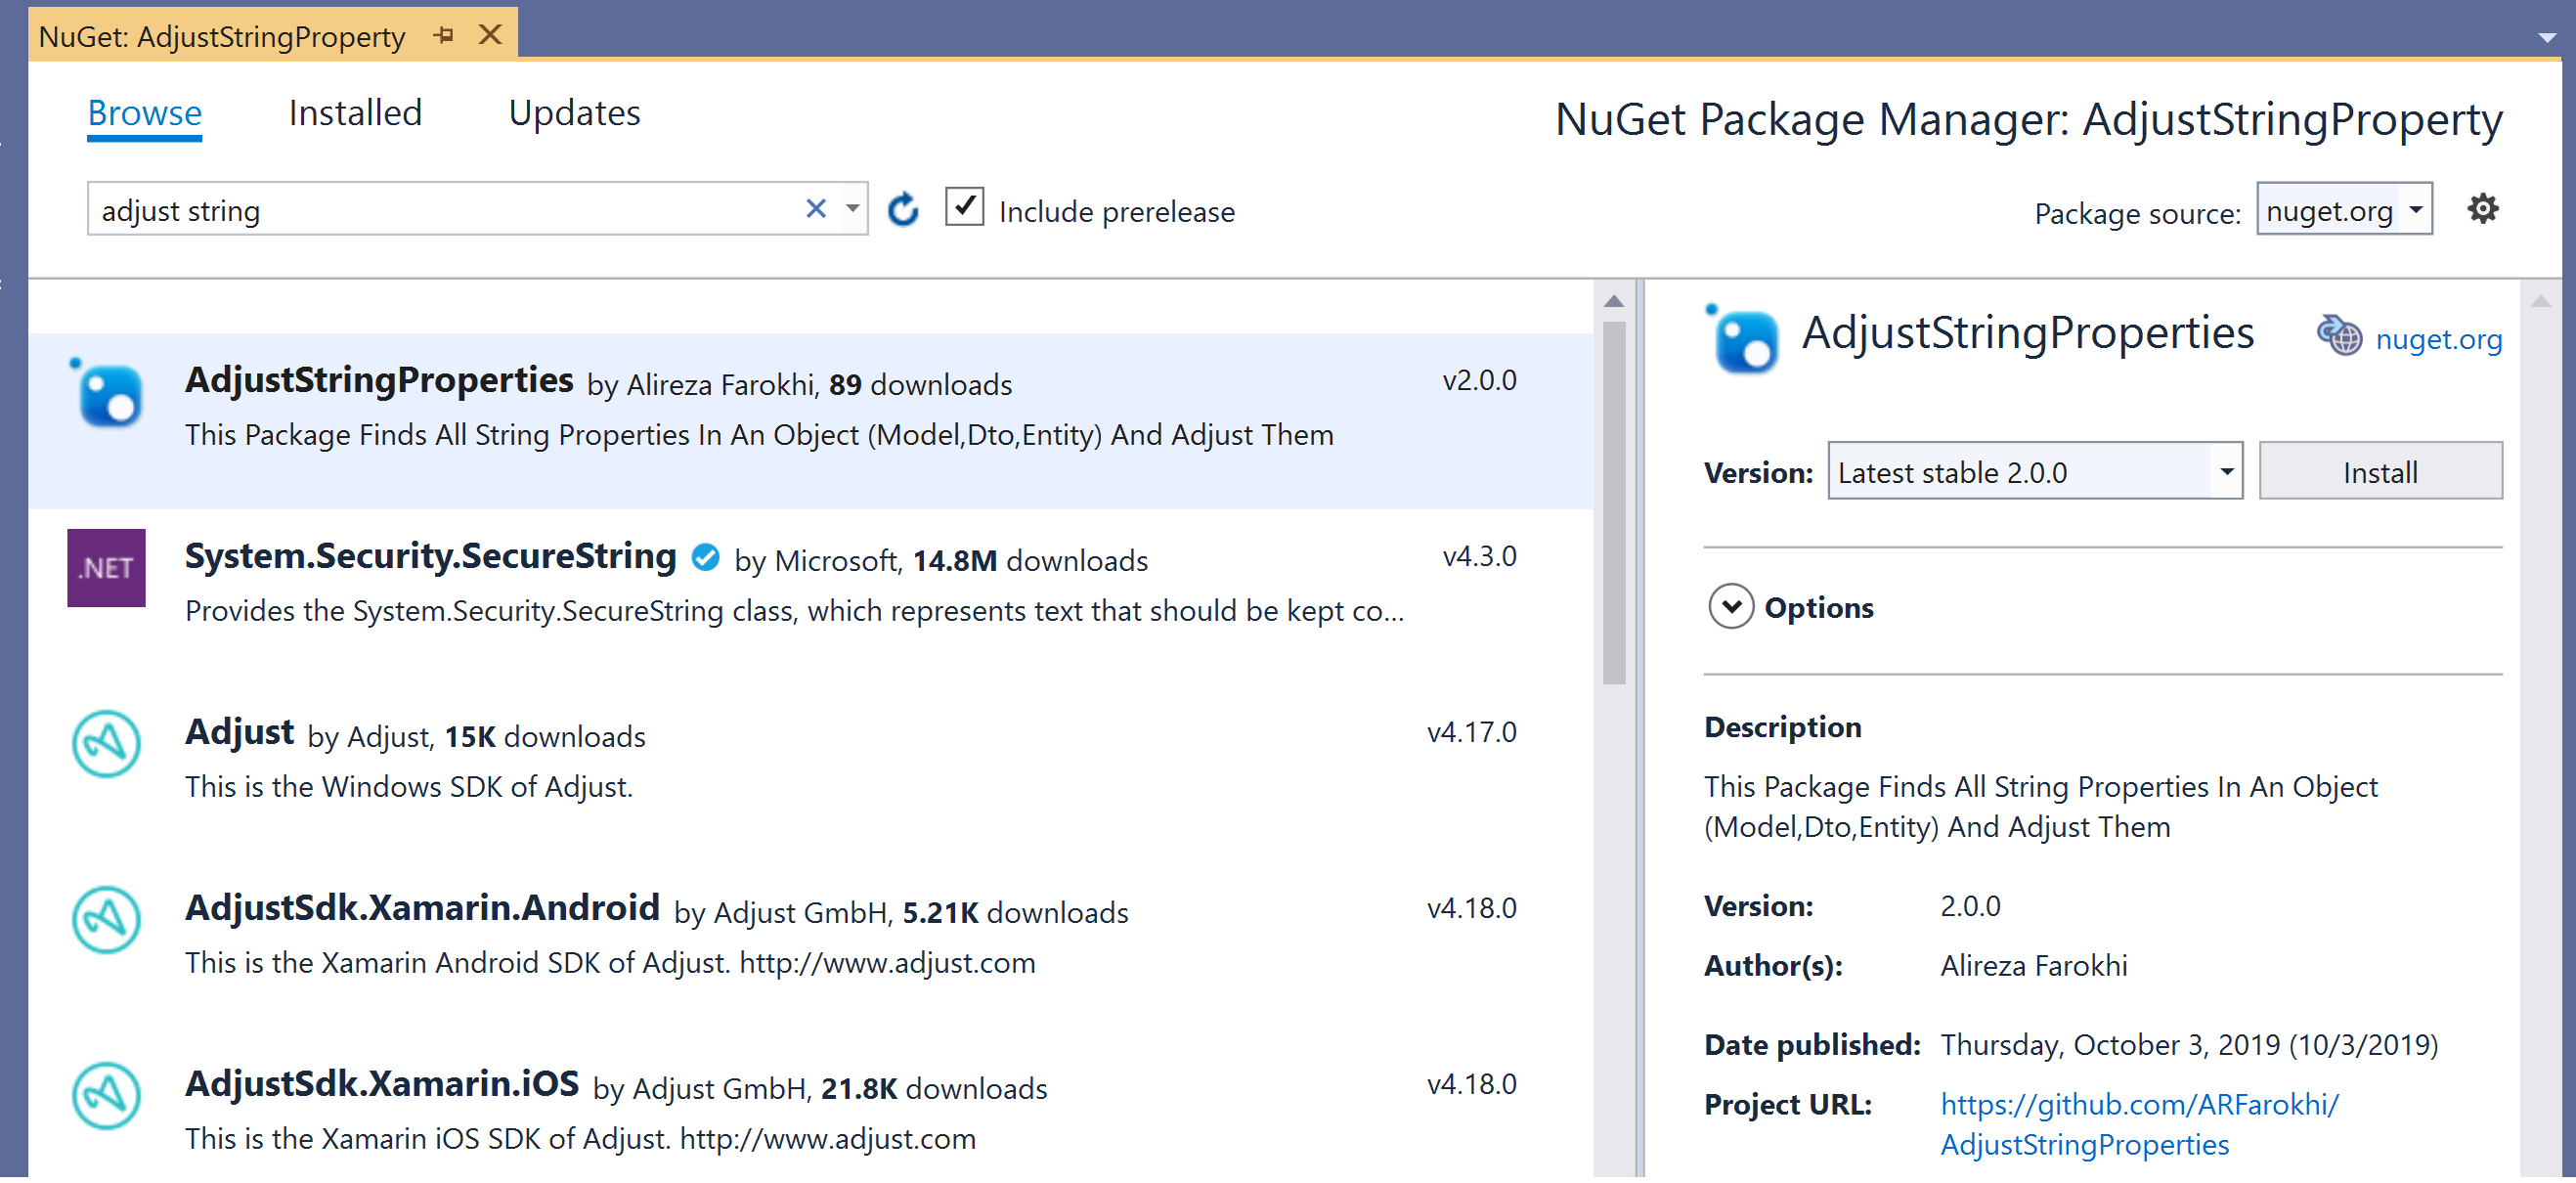 NuGet: AdjustStringProperty
Browse Installed Updates
NuGet Package Manager: AdjustStringProperty
adjust string
Include prerelease
Package source: nuget.org
AdjustStringProperties by Alireza Farokhi, 89 downloads v2.0.0
This Package Finds All String Properties In An Object (Model,Dto,Entity) And Adjust Them
.NET
System.Security.SecureString by Microsoft, 14.8M downloads v4.3.0
Provides the System.Security.SecureString class, which represents text that should be kept co...
Adjust by Adjust, 15K downloads v4.17.0
This is the Windows SDK of Adjust.
AdjustSdk.Xamarin.Android by Adjust GmbH, 5.21K downloads v4.18.0
This is the Xamarin Android SDK of Adjust. http://www.adjust.com
AdjustSdk.Xamarin.iOS by Adjust GmbH, 21.8K downloads v4.18.0
This is the Xamarin iOS SDK of Adjust. http://www.adjust.com
AdjustStringProperties nuget.org
Version: Latest stable 2.0.0 Install
Options
Description
This Package Finds All String Properties In An Object
(Model,Dto,Entity) And Adjust Them
Version: 2.0.0
Author(s): Alireza Farokhi
Date published: Thursday, October 3, 2019 (10/3/2019)
Project URL: https://github.com/ARFarokhi/
AdjustStringProperties